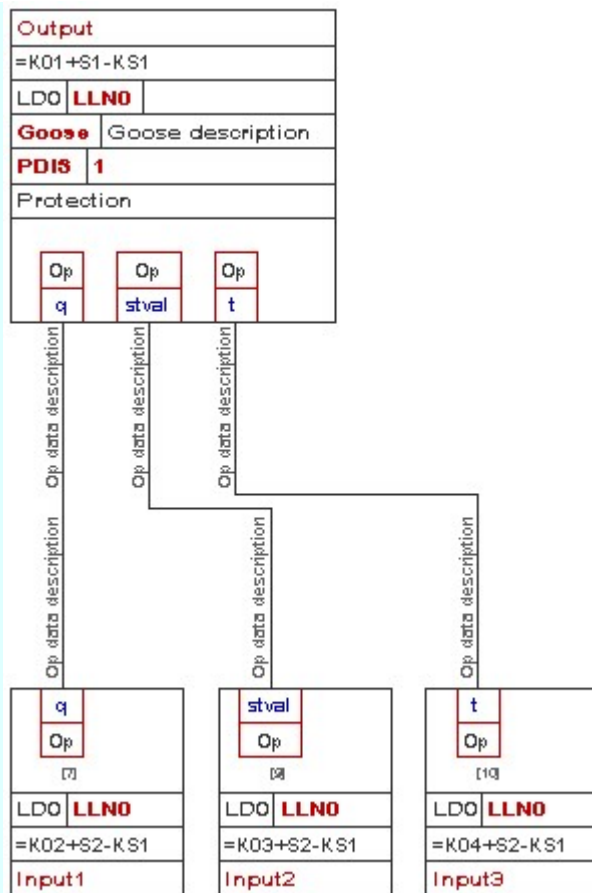 Output
=K01+S1-KS1
LD0 LLN0
Goose Goose description
PDIS 1
Protection
Op Op Op
q stval t
Op data description Op data description Op data description
Op data description Op data description Op data description
q stval t
Op Op Op
[7] [9] [10]
LD0 LLN0 LD0 LLN0 LD0 LLN0
=K02+S2-KS1 =K03+S2-KS1 =K04+S2-KS1
Input1 Input2 Input3